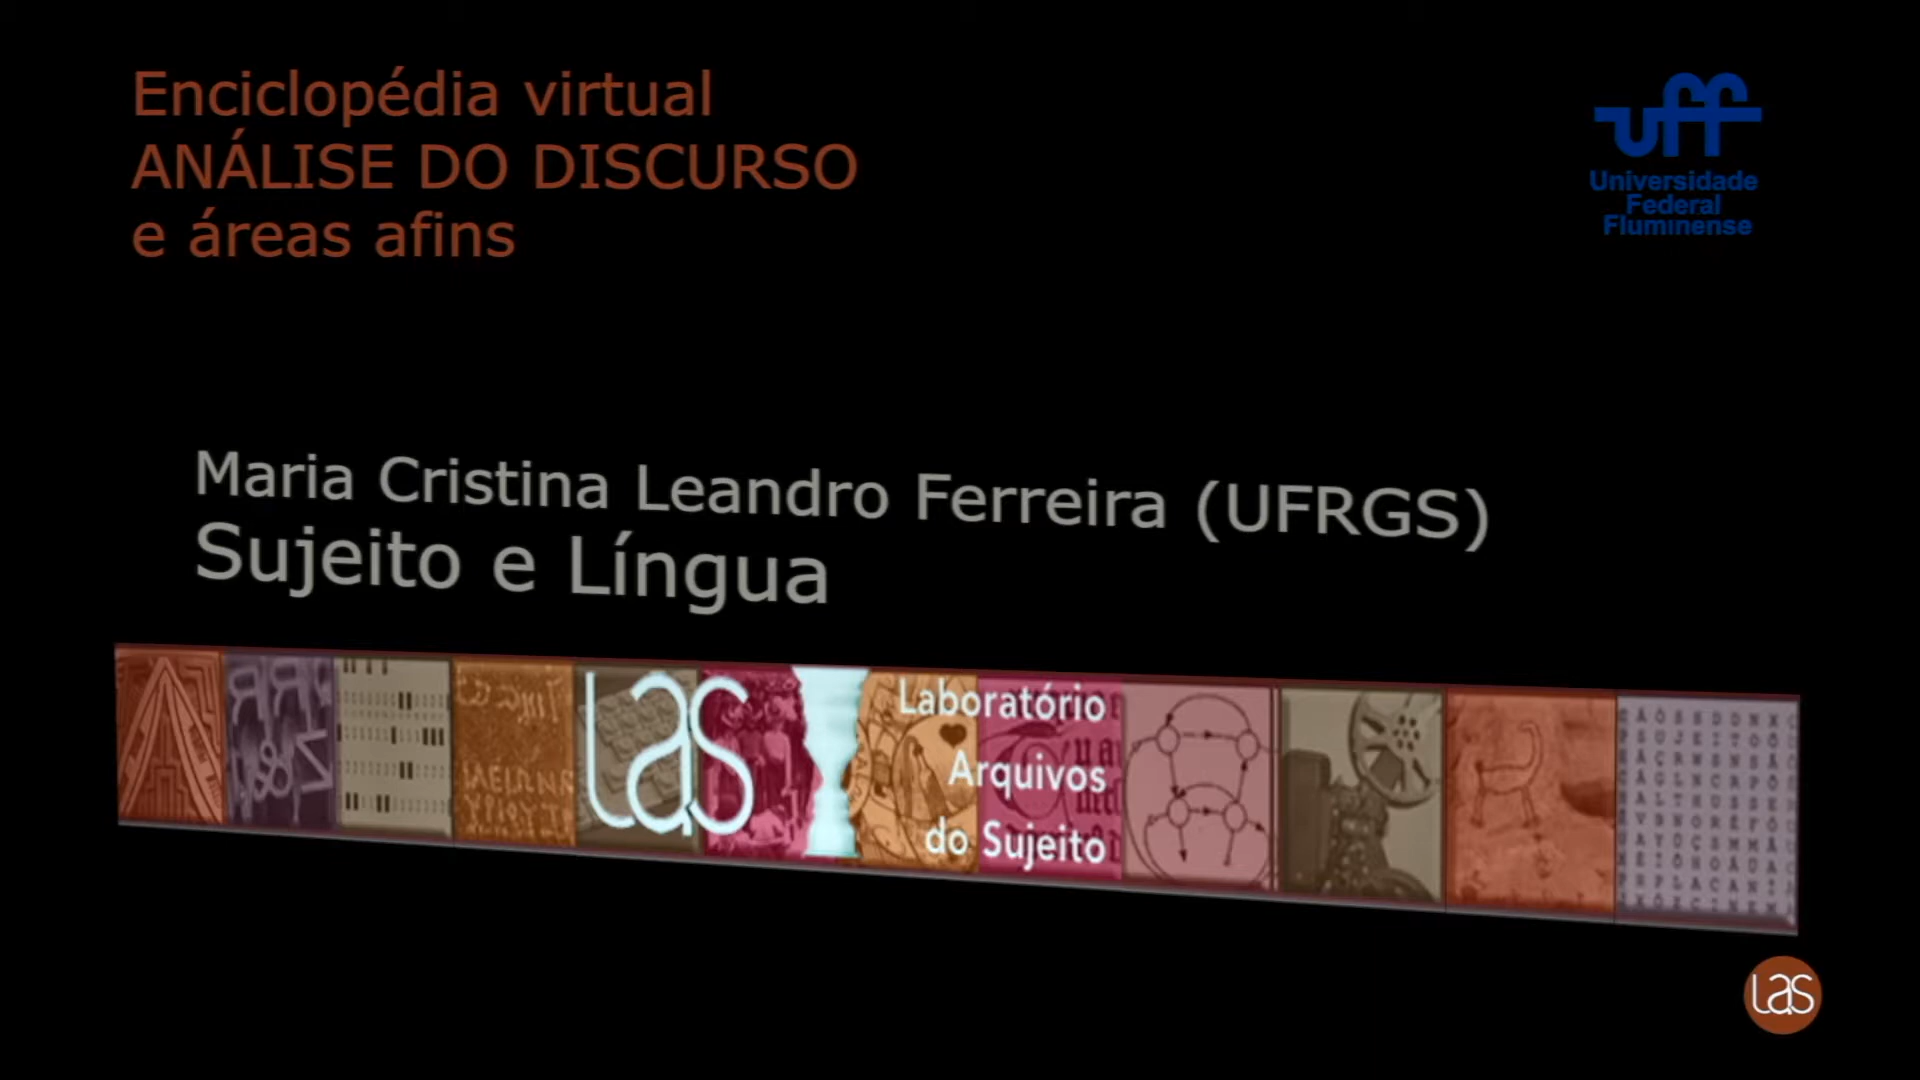 Enciclopédia virtual
ANÁLISE DO DISCURSO
e áreas afins
uff
Universidade
Federal
Fluminense
Maria Cristina Leandro Ferreira (UFRGS)
Sujeito e Língua
las
Laboratório
Arquivos
do Sujeito
las